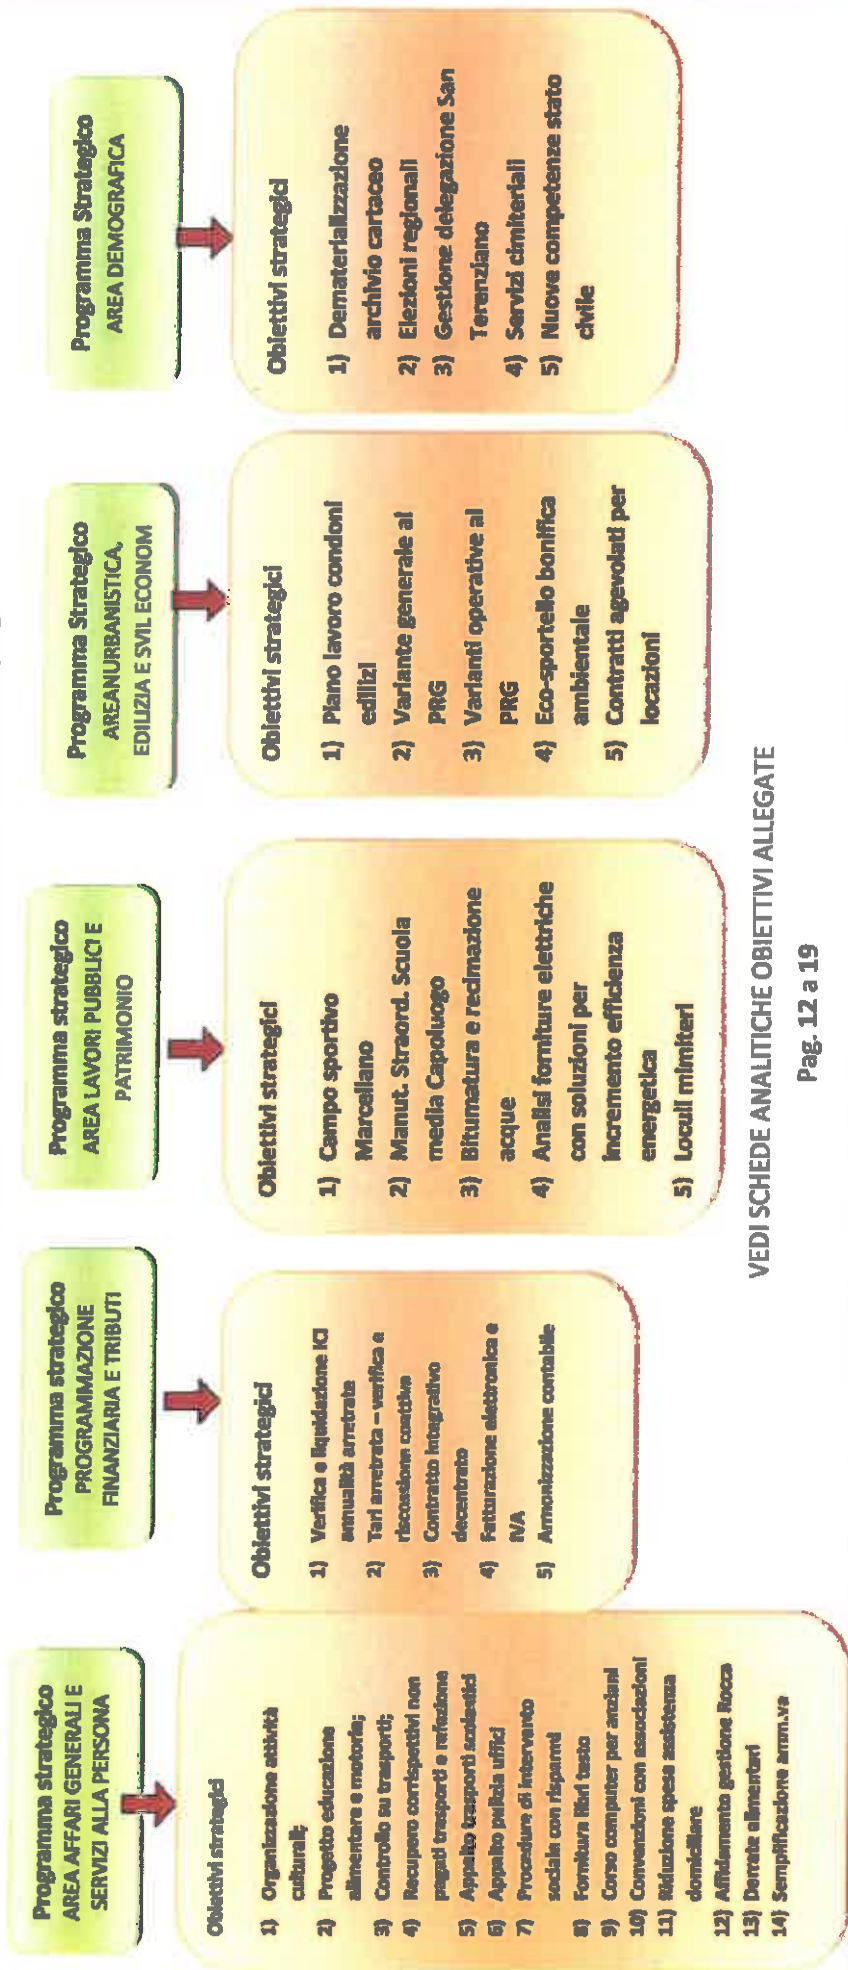 Programma strategico
AREA AFFARI GENERALI E
SERVIZI ALLA PERSONA
Obiettivi strategici
1) Organizzazione attività
culturali;
2) Progetto educazione
alimentare e motoria;
3) Controllo su trasporti;
4) Recupero corrispettivi non
pagati trasporti e refezione
5) Appalto trasporti scolastici
6) Appalto pulizia uffici
7) Procedure di intervento
sociale con risparmi
8) Fornitura libri testo
9) Corso computer per anziani
10) Convenzioni con associazioni
11) Riduzione spesa assistenza
domiciliare
12) Affidamento gestione Rocca
13) Derrate alimentari
14) Semplificazione amm.va
Programma strategico
PROGRAMMAZIONE
FINANZIARIA E TRIBUTI
Obiettivi strategici
1) Verifica e liquidazione ICI
annualità arretrate
2) Tari arretrata – verifica e
riscossione coattiva
3) Contratto integrativo
decentrato
4) Fatturazione elettronica e
IVA
5) Armonizzazione contabile
Programma strategico
AREA LAVORI PUBBLICI E
PATRIMONIO
Obiettivi strategici
1) Campo sportivo
Marcellano
2) Manut. Straord. Scuola
media Capoluogo
3) Bitumatura e recimazione
acque
4) Analisi forniture elettriche
con soluzioni per
incremento efficienza
energetica
5) Loculi mimiteri
Programma Strategico
AREANURBANISTICA,
EDILIZIA E SVIL ECONOM
Obiettivi strategici
1) Piano lavoro condoni
edilizi
2) Variante generale al
PRG
3) Varianti operative al
PRG
4) Eco-sportello bonifica
ambientale
5) Contratti agevolati per
locazioni
Programma Strategico
AREA DEMOGRAFICA
Obiettivi strategici
1) Dematerializzazione
archivio cartaceo
2) Elezioni regionali
3) Gestione delegazione San
Terenziano
4) Servizi cimiteriali
5) Nuove competenze stato
civile
VEDI SCHEDE ANALITICHE OBIETTIVI ALLEGATE
Pag. 12 a 19